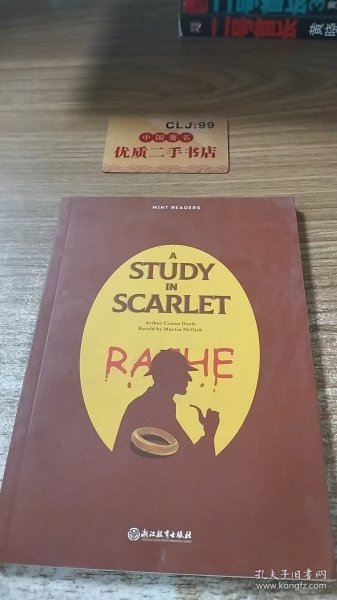 CLJ:99
中国著名
优质二手书店
MINT READERS
A
STUDY
IN
SCARLET
Arthur Conan Doyle
Retold by Martin Mellish
RACHE
浙江教育出版社
孔夫子旧书网
www.kongfz.com